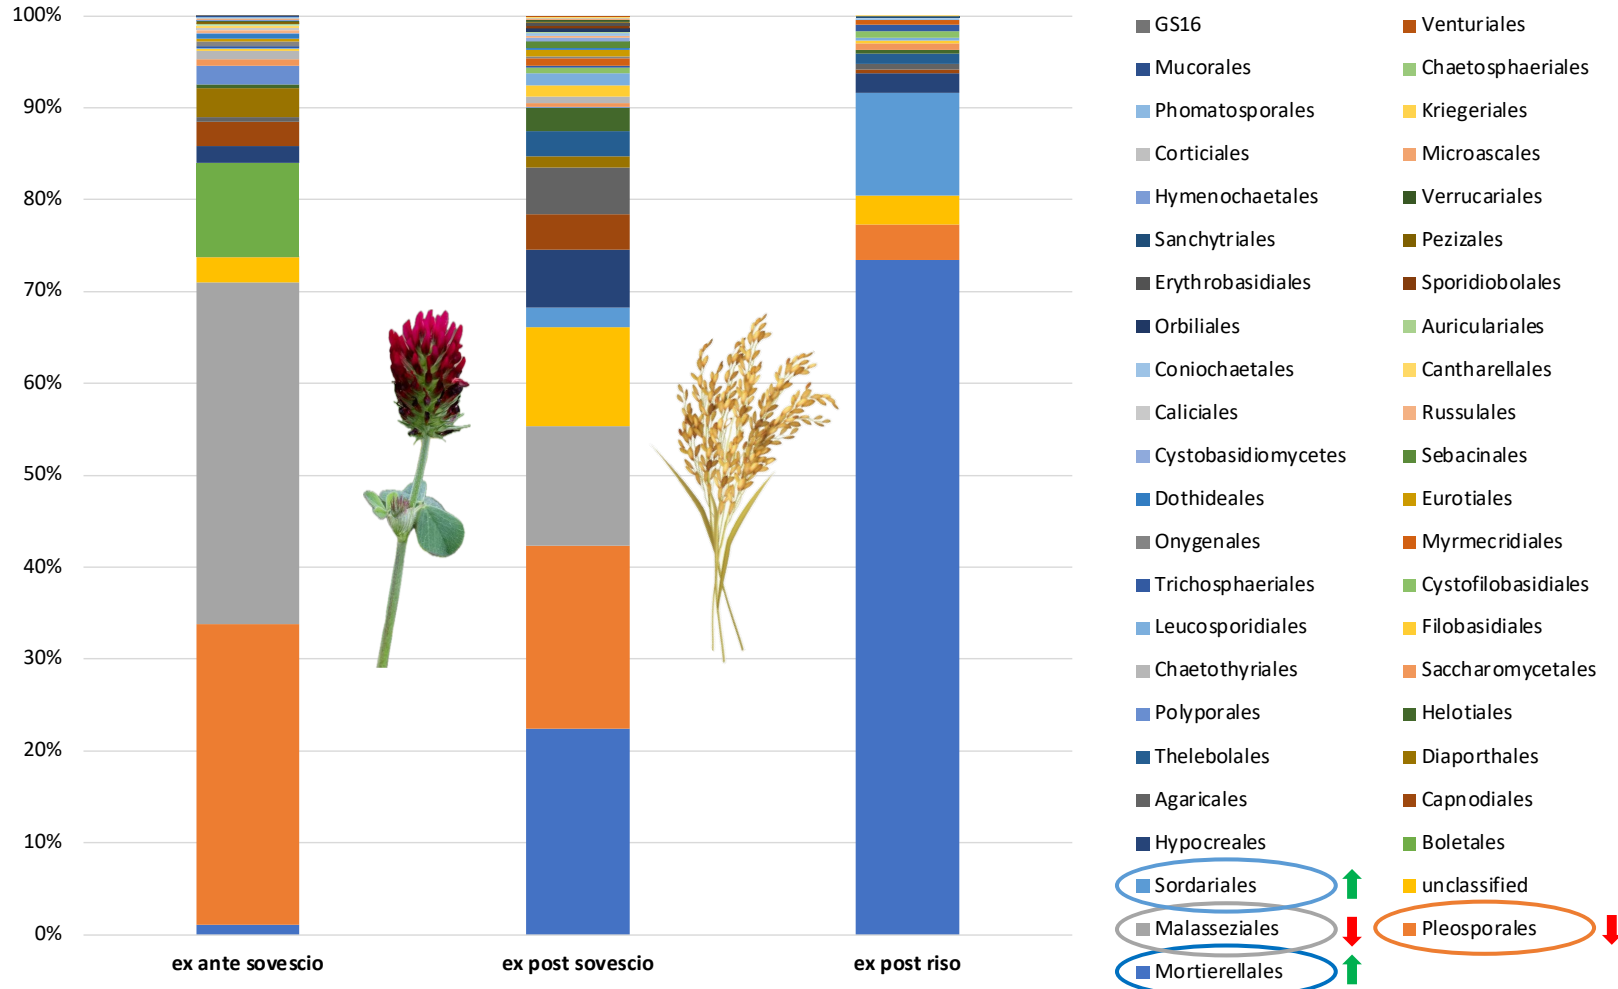 100%
90%
80%
70%
60%
50%
40%
30%
20%
10%
0%
ex ante sovescio
ex post sovescio
ex post riso
GS16
Venturiales
Mucorales
Chaetosphaeriales
Phomatosporales
Kriegeriales
Corticiales
Microascales
Hymenochaetales
Verrucariales
Sanchytriales
Pezizales
Erythrobasidiales
Sporidiobolales
Orbiliales
Auriculariales
Coniochaetales
Cantharellales
Caliciales
Russulales
Cystobasidiomycetes
Sebacinales
Dothideales
Eurotiales
Onygenales
Myrmecridiales
Trichosphaeriales
Cystofilobasidiales
Leucosporidiales
Filobasidiales
Chaetothyriales
Saccharomycetales
Polyporales
Helotiales
Thelebolales
Diaporthales
Agaricales
Capnodiales
Hypocreales
Boletales
Sordariales
unclassified
Malasseziales
Pleosporales
Mortierellales